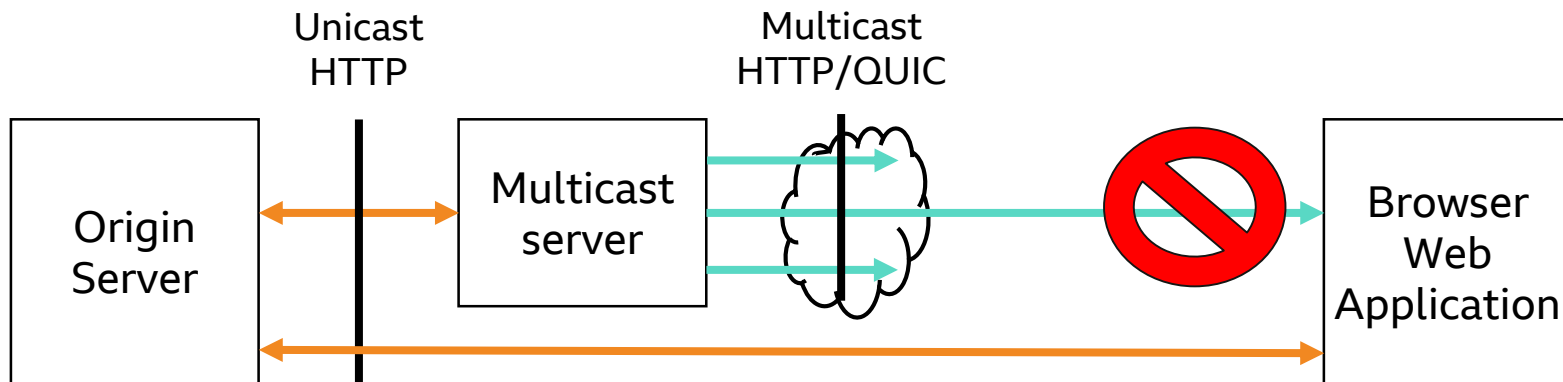 Unicast
HTTP
Multicast
HTTP/QUIC
Origin
Server
Multicast
server
Browser
Web
Application